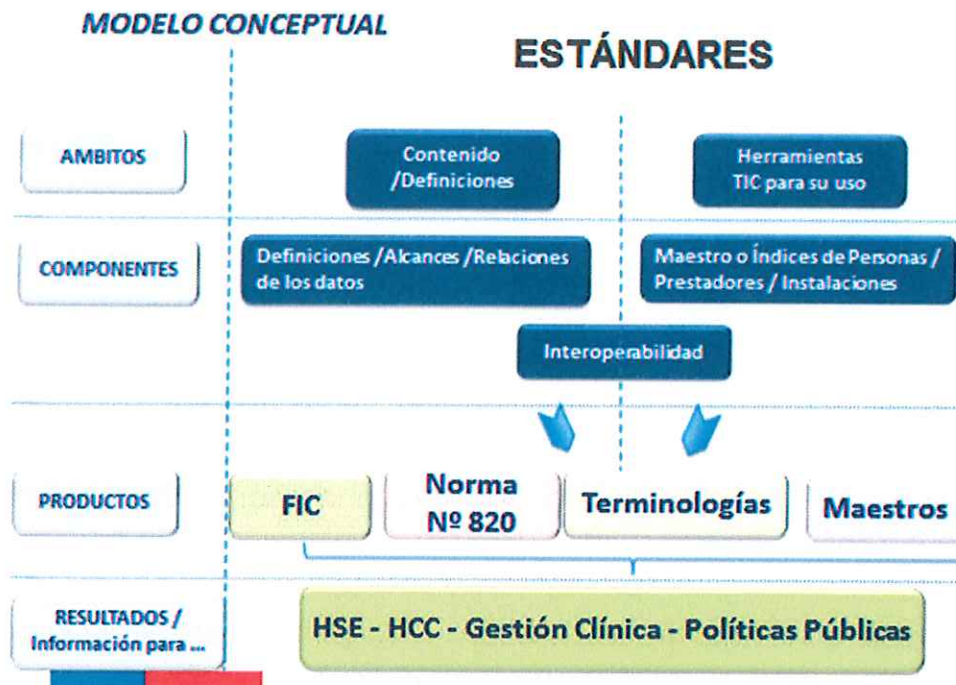 MODELO CONCEPTUAL
ESTÁNDARES
AMBITOS
Contenido
/Definiciones
Herramientas
TIC para su uso
COMPONENTES
Definiciones /Alcances /Relaciones
de los datos
Maestro o Índices de Personas /
Prestadores / Instalaciones
Interoperabilidad
PRODUCTOS
FIC
Norma
Nº 820
Terminologías
Maestros
RESULTADOS /
Información para ...
HSE - HCC - Gestión Clínica - Políticas Públicas